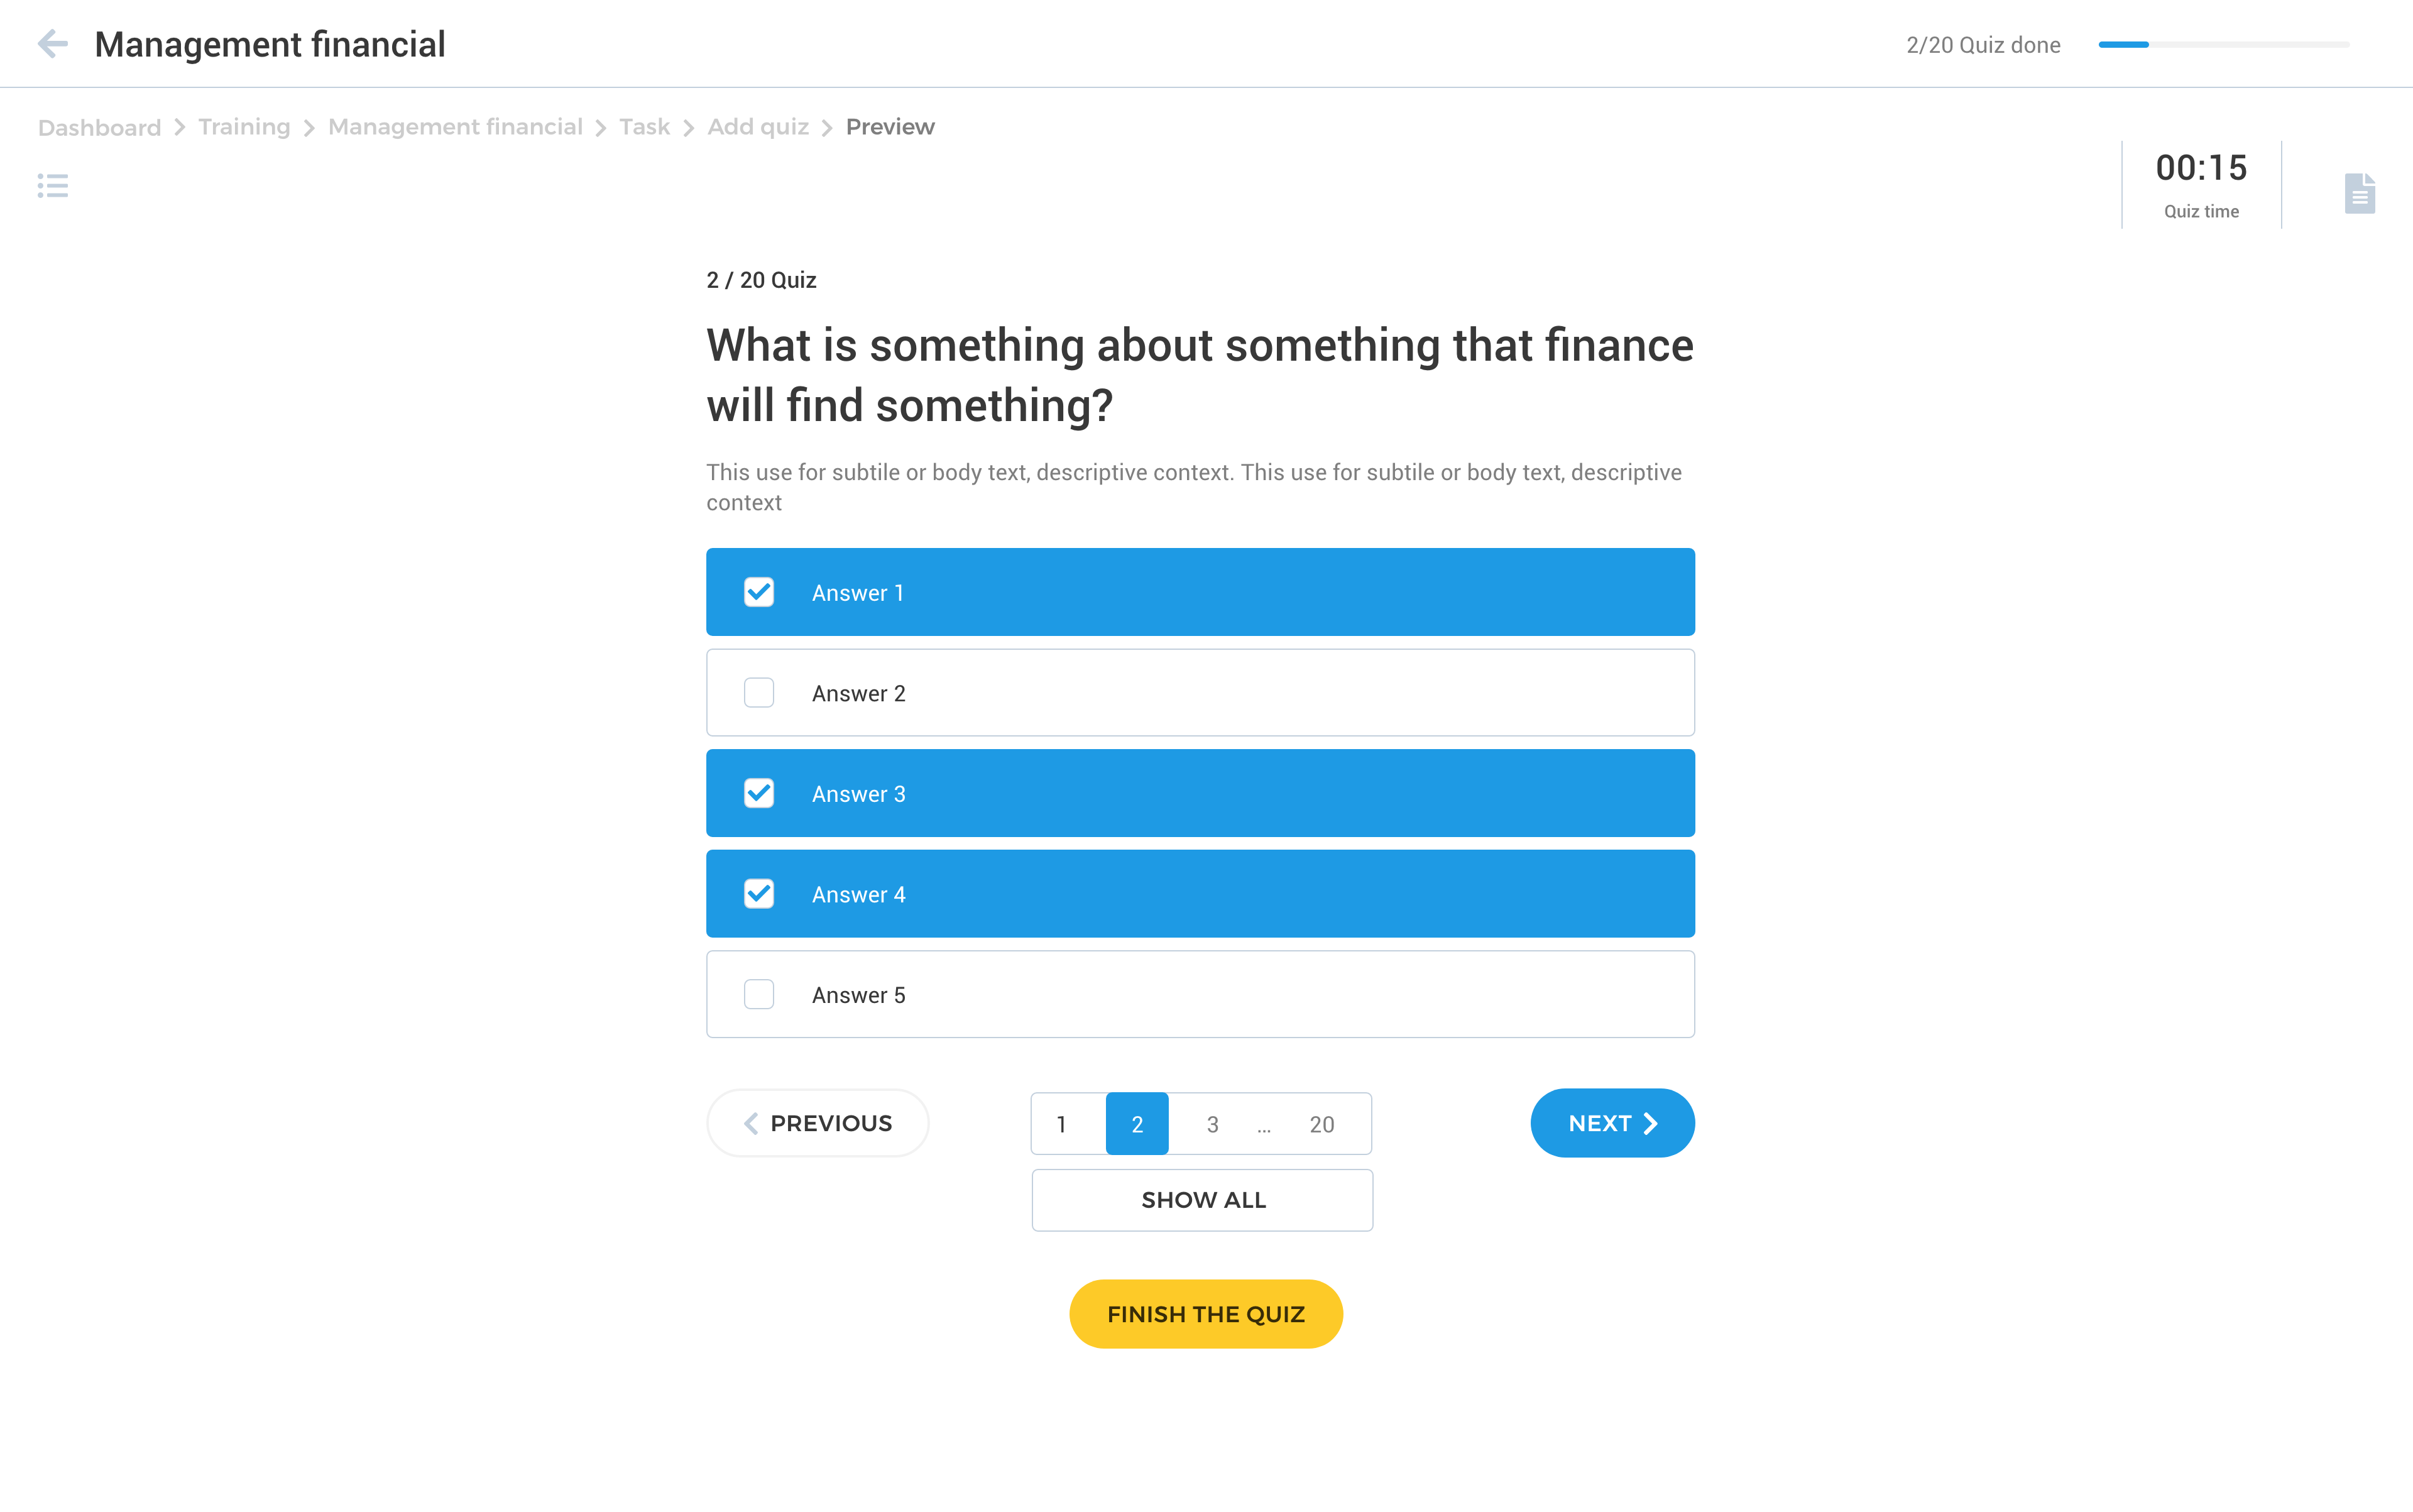 Management financial
2/20 Quiz done
Dashboard Training Management financial Task Add quiz Preview
00:15
Quiz time
2 / 20 Quiz
What is something about something that finance
will find something?
This use for subtile or body text, descriptive context. This use for subtile or body text, descriptive
context
Answer 1
Answer 2
Answer 3
Answer 4
Answer 5
PREVIOUS
1 2 3 ... 20
NEXT
SHOW ALL
FINISH THE QUIZ